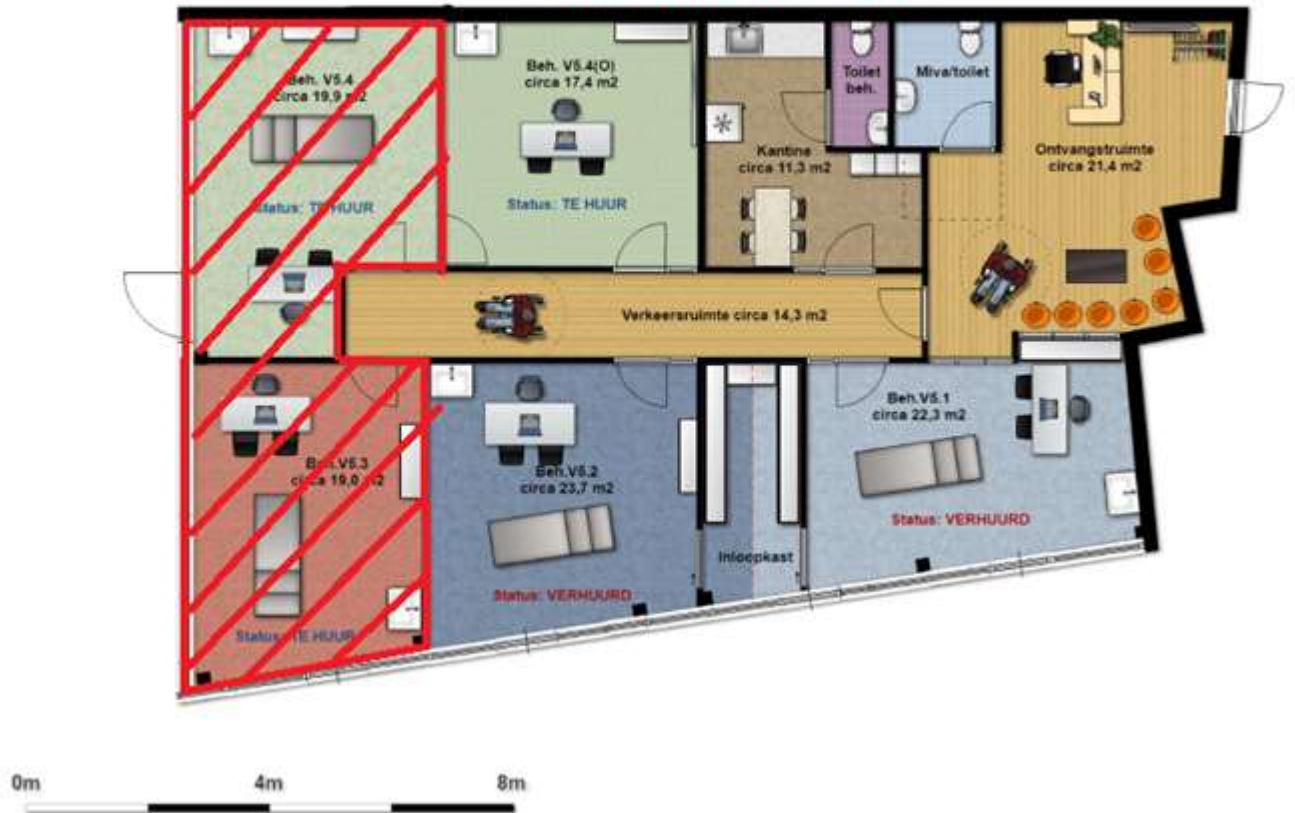 Beh. V5.4
circa 19,9 m2
Status: TE HUUR
Beh. V5.4(O)
circa 17,4 m2
Status: TE HUUR
Kantine
circa 11,3 m2
Toilet
beh.
Miva/toilet
Ontvangstruimte
circa 21,4 m2
Verkeersruimte circa 14,3 m2
Beh.V5.3
circa 19,0 m2
Status: TE HUUR
Beh.V5.2
circa 23,7 m2
Status: VERHUURD
Inloopkast
Beh.V5.1
circa 22,3 m2
Status: VERHUURD
0m 4m 8m